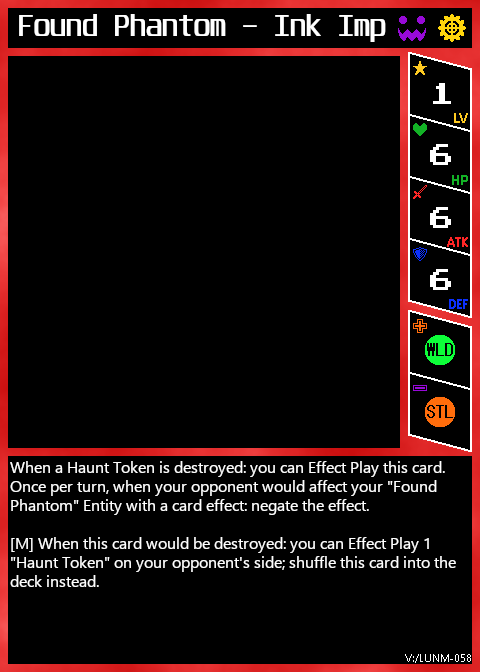 Found Phantom - Ink Imp
1
LV
6
HP
6
ATK
6
DEF
WLD
STL
When a Haunt Token is destroyed: you can Effect Play this card.
Once per turn, when your opponent would affect your "Found
Phantom" Entity with a card effect: negate the effect.
[M] When this card would be destroyed: you can Effect Play 1
"Haunt Token" on your opponent's side; shuffle this card into the
deck instead.
V:/LUNM-058